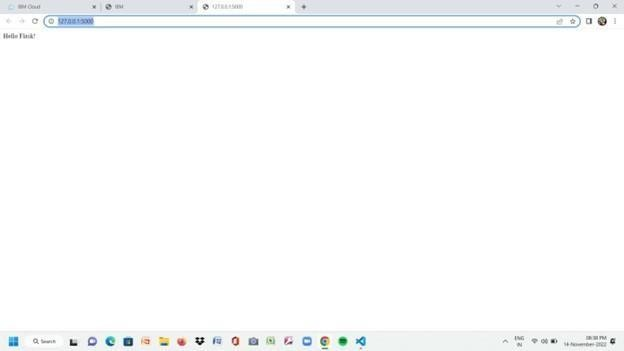 IBM Cloud
IBM
127.0.0.1:5000
127.0.0.1:5000
Hello Flask!
Search
ENG
IN
08:38 PM
14-November-2022